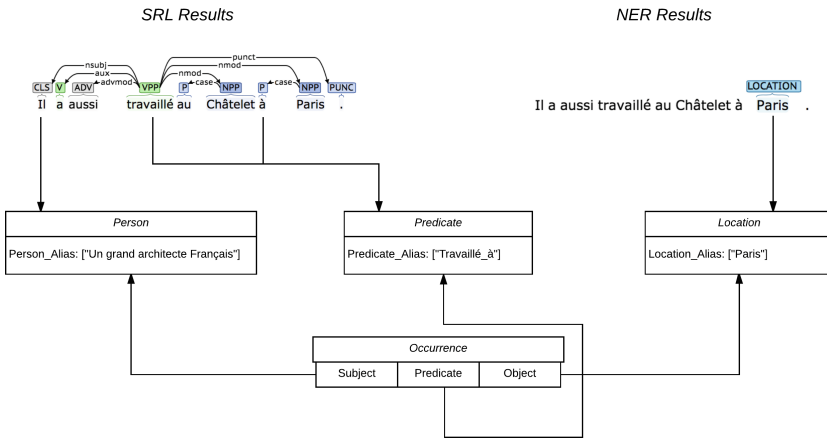 SRL Results
NER Results
punct
nmod
nsubj
aux
advmod
nmod
case
case
CLS V ADV VPP P NPP P NPP PUNC
Il a aussi travaillé au Châtelet à Paris .
LOCATION
Il a aussi travaillé au Châtelet à Paris .
Person
Person_Alias: ["Un grand architecte Français"]
Predicate
Predicate_Alias: ["Travaillé_à"]
Location
Location_Alias: ["Paris"]
Occurrence
Subject Predicate Object